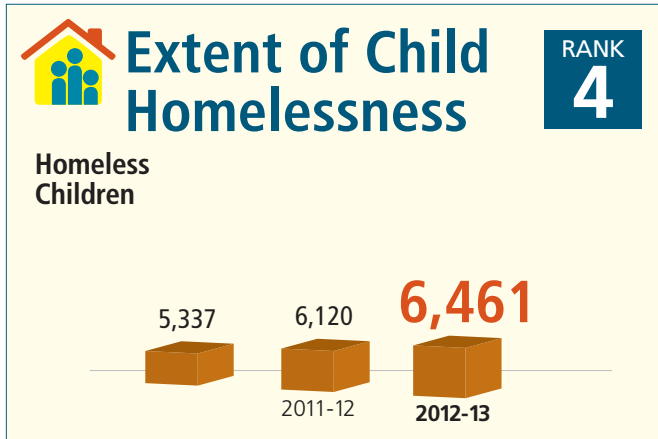 Extent of Child
Homelessness
RANK
4
Homeless
Children
5,337
6,120
6,461
2011-12
2012-13